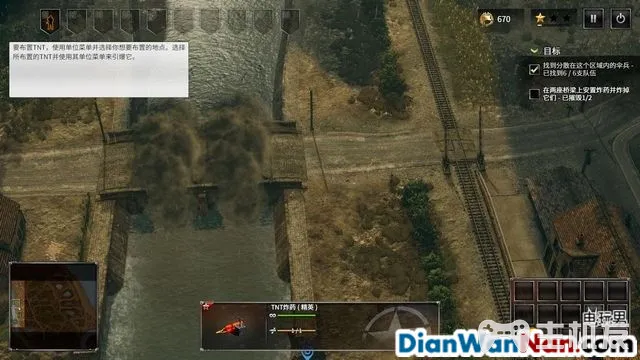 670
要布置TNT，使用单位菜单并选择你想要布置的地点。选择
所布置的TNT并使用其单位菜单来引爆它。
目标
找到分散在这个区域内的伞兵 -
已找到6 / 6支队伍
在两座桥梁上安置炸药并炸掉
它们 - 已摧毁1/2
TNT炸药 ( 精英 )
1/1
电玩男
DianWanNan.com